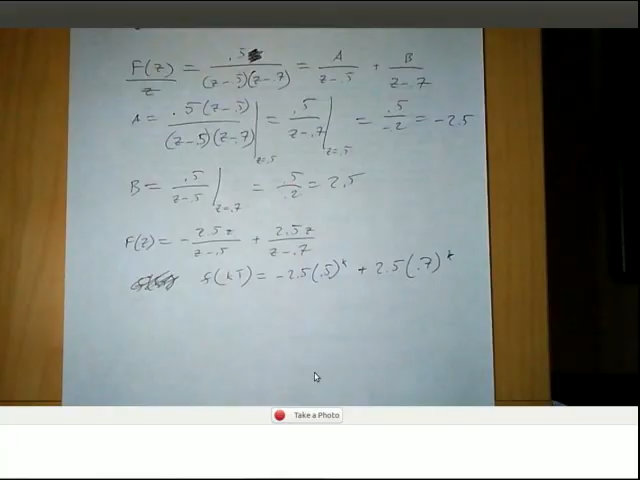 F(z)/z = .5/((z-.5)(z-.7)) = A/(z-.5) + B/(z-.7)
A = .5(z-.5)/((z-.5)(z-.7))|z=.5 = .5/(z-.7)|z=.5 = .5/-.2 = -2.5
B = .5/(z-.5)|z=.7 = .5/.2 = 2.5
F(z) = -2.5z/(z-.5) + 2.5z/(z-.7)
f(kT) = -2.5(.5)^k + 2.5(.7)^k
Take a Photo